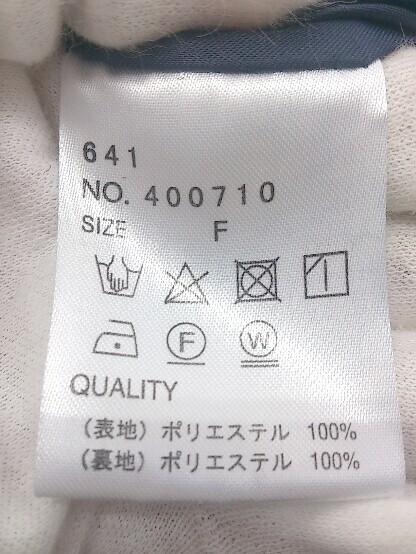 641
NO. 400710
SIZE F
F W
QUALITY
(表地) ポリエステル 100%
(裏地) ポリエステル 100%